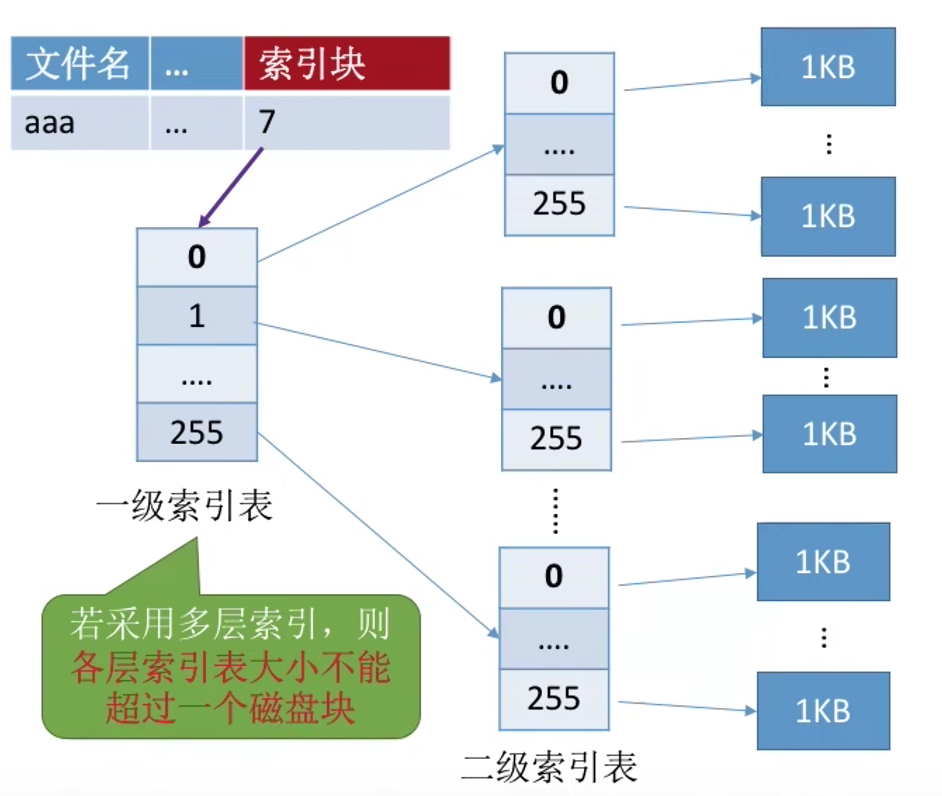 文件名 ... 索引块
aaa ... 7
0
1
....
255
一级索引表
若采用多层索引，则
各层索引表大小不能
超过一个磁盘块
0
....
255
0
....
255
0
....
255
二级索引表
1KB
1KB
1KB
1KB
1KB
1KB